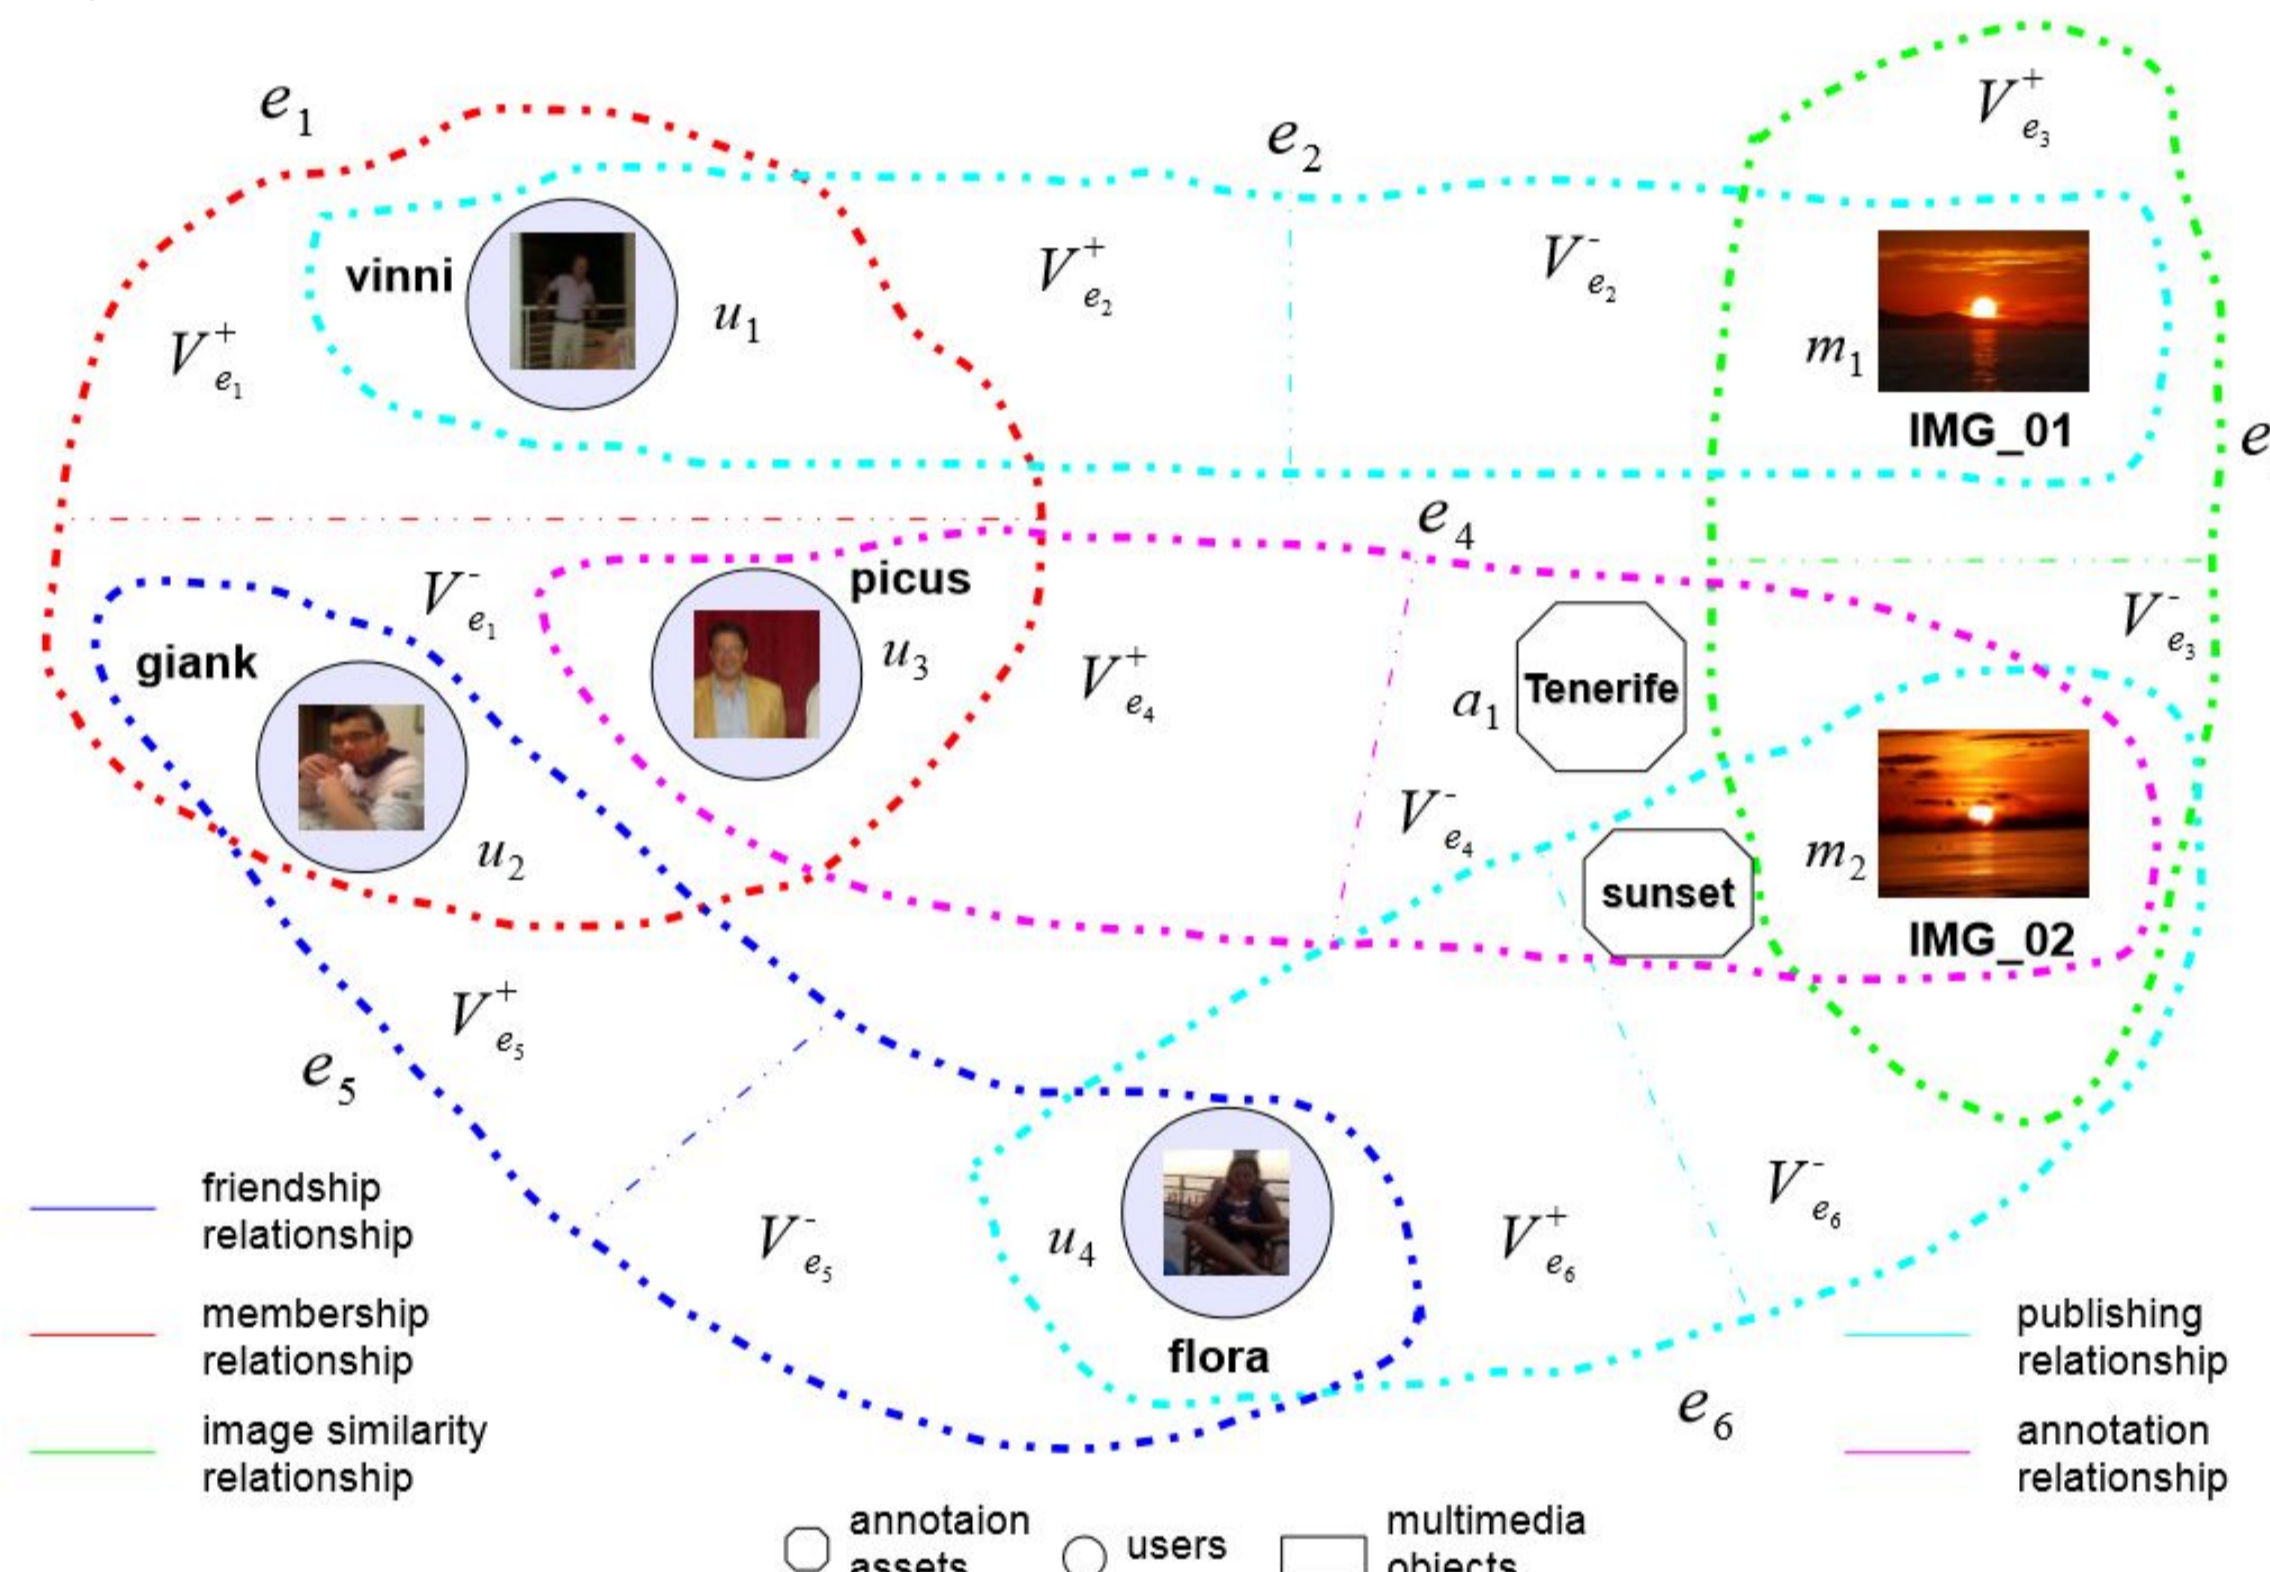 e1
e2
V+e3
vinni
u1
V+e1
V+e2
V-e2
m1
IMG_01
e
e4
V-e1
picus
u3
giank
u2
V+e4
a1
Tenerife
V-e3
V-e4
sunset
m2
IMG_02
V+e5
e5
V-e5
u4
flora
V+e6
V-e6
e6
friendship
relationship
membership
relationship
image similarity
relationship
publishing
relationship
annotation
relationship
annotaion
assets
users
multimedia
objects